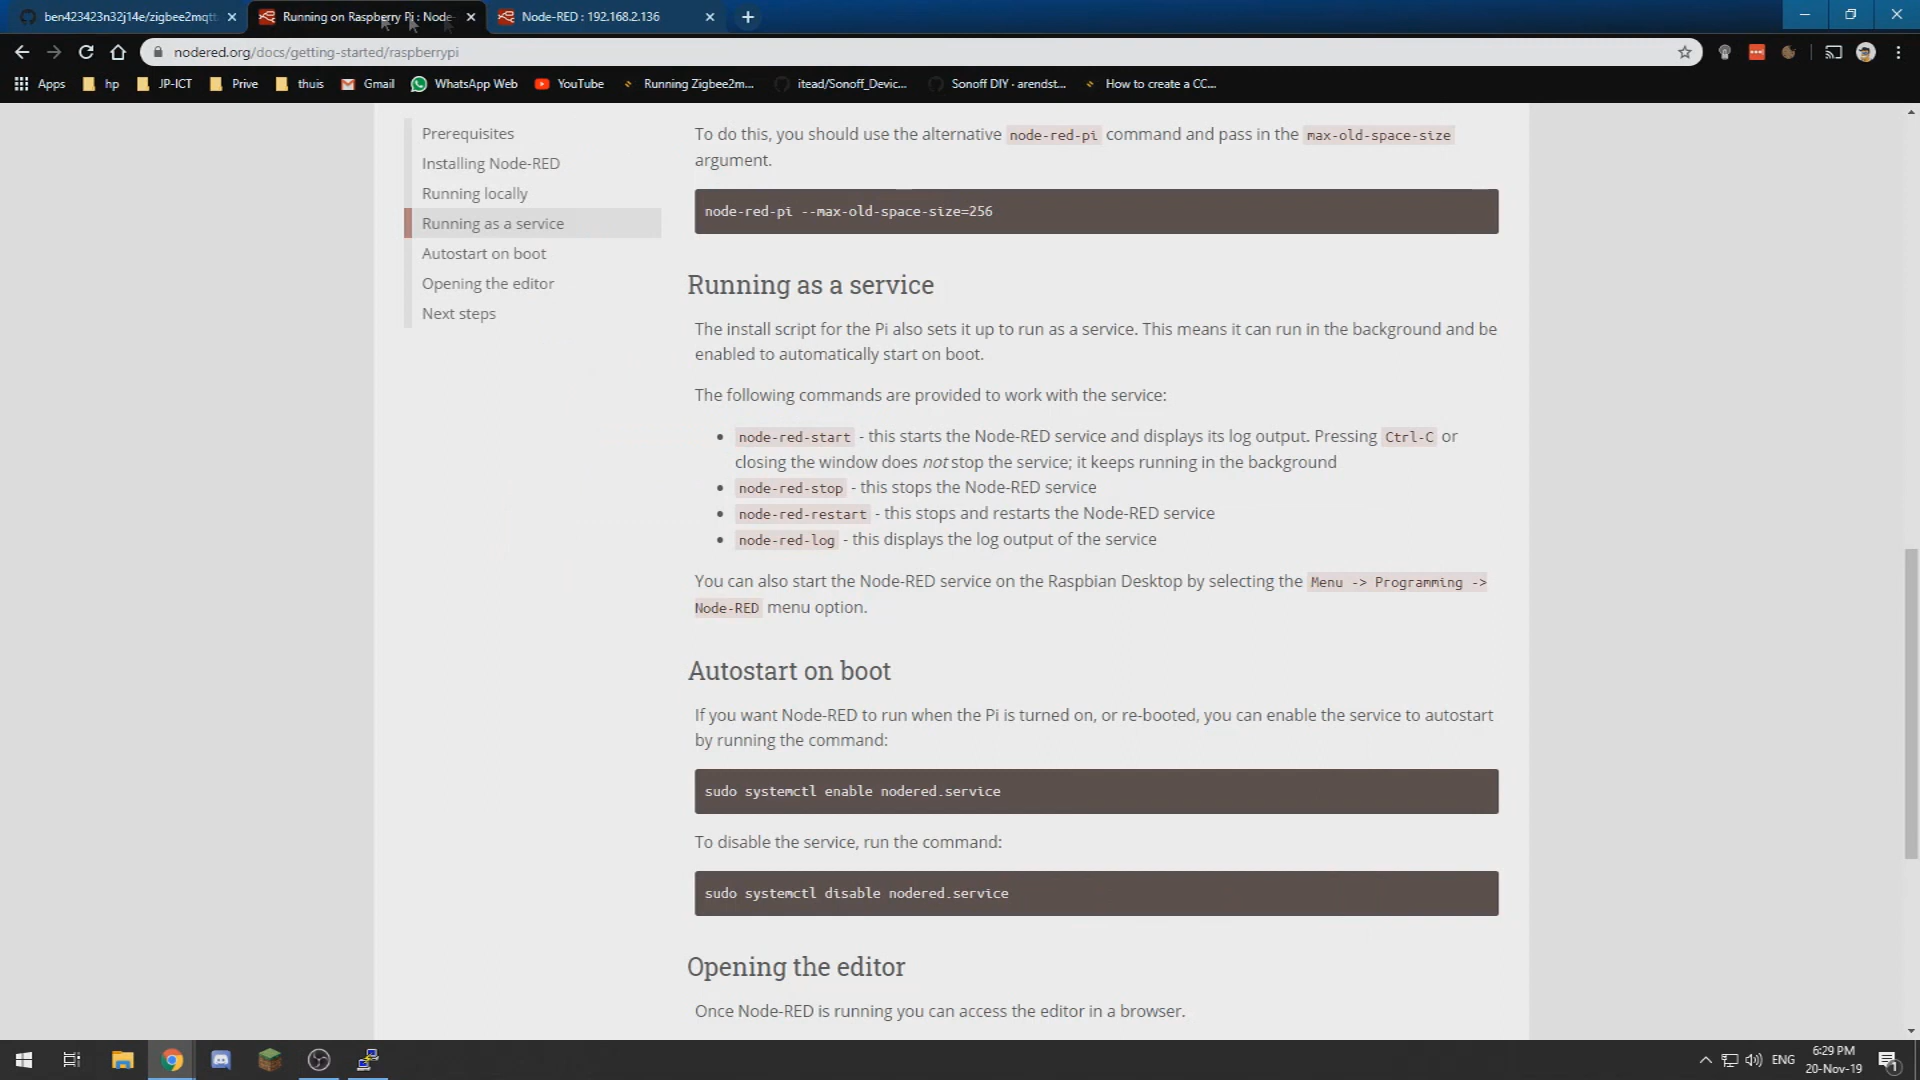 ben423423n32j14e/zigbee2mqtt
Running on Raspberry Pi : Node-
Node-RED : 192.168.2.136
nodered.org/docs/getting-started/raspberrypi
Apps
hp
JP-ICT
Prive
thuis
Gmail
WhatsApp Web
YouTube
Running Zigbee2m...
itead/Sonoff_Devic...
Sonoff DIY · arendst...
How to create a CC...
Prerequisites
Installing Node-RED
Running locally
Running as a service
Autostart on boot
Opening the editor
Next steps
To do this, you should use the alternative node-red-pi command and pass in the max-old-space-size
argument.
node-red-pi --max-old-space-size=256
Running as a service
The install script for the Pi also sets it up to run as a service. This means it can run in the background and be
enabled to automatically start on boot.
The following commands are provided to work with the service:
• node-red-start - this starts the Node-RED service and displays its log output. Pressing Ctrl-C or
closing the window does not stop the service; it keeps running in the background
• node-red-stop - this stops the Node-RED service
• node-red-restart - this stops and restarts the Node-RED service
• node-red-log - this displays the log output of the service
You can also start the Node-RED service on the Raspbian Desktop by selecting the Menu -> Programming ->
Node-RED menu option.
Autostart on boot
If you want Node-RED to run when the Pi is turned on, or re-booted, you can enable the service to autostart
by running the command:
sudo systemctl enable nodered.service
To disable the service, run the command:
sudo systemctl disable nodered.service
Opening the editor
Once Node-RED is running you can access the editor in a browser.
ENG
6:29 PM
20-Nov-19
1